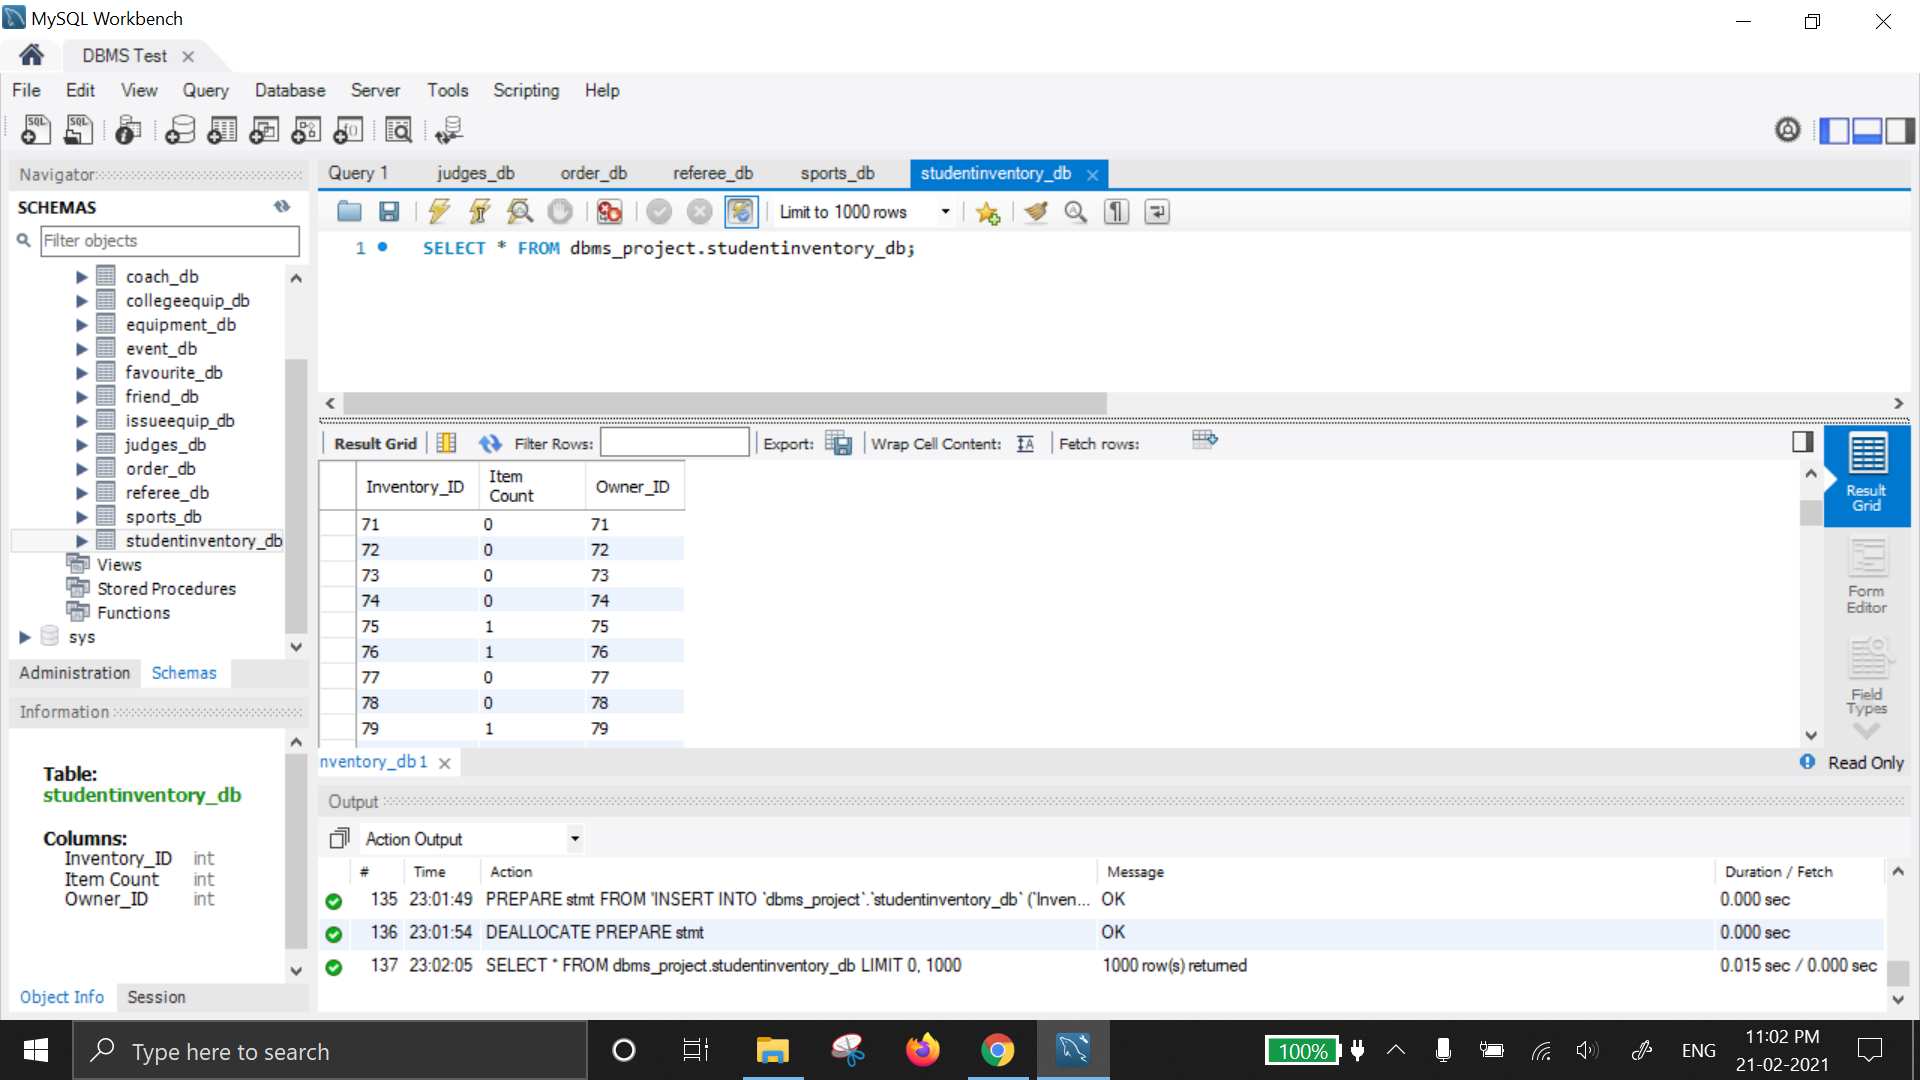 MySQL Workbench
DBMS Test
File Edit View Query Database Server Tools Scripting Help
Navigator
SCHEMAS
Filter objects
coach_db
collegeequip_db
equipment_db
event_db
favourite_db
friend_db
issueequip_db
judges_db
order_db
referee_db
sports_db
studentinventory_db
Views
Stored Procedures
Functions
sys
Administration Schemas
Information
Table:
studentinventory_db
Columns:
Inventory_ID int
Item Count int
Owner_ID int
Object Info Session
Query 1 judges_db order_db referee_db sports_db studentinventory_db
Limit to 1000 rows
1 SELECT * FROM dbms_project.studentinventory_db;
Result Grid Filter Rows: Export: Wrap Cell Content: Fetch rows:
Inventory_ID Item Count Owner_ID
71 0 71
72 0 72
73 0 73
74 0 74
75 1 75
76 1 76
77 0 77
78 0 78
79 1 79
Result
Grid
Form
Editor
Field
Types
nventory_db1
Read Only
Output
Action Output
# Time Action Message Duration / Fetch
135 23:01:49 PREPARE stmt FROM 'INSERT INTO `dbms_project`.`studentinventory_db` (`Inven... OK 0.000 sec
136 23:01:54 DEALLOCATE PREPARE stmt OK 0.000 sec
137 23:02:05 SELECT * FROM dbms_project.studentinventory_db LIMIT 0, 1000 1000 row(s) returned 0.015 sec / 0.000 sec
Type here to search
100%
ENG
11:02 PM
21-02-2021